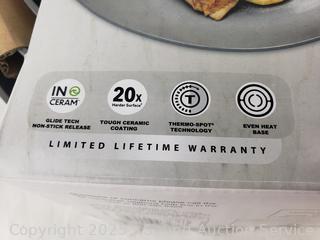 IN
CERAM™
20x
Harder Surface*
T
GLIDE TECH
NON-STICK RELEASE
TOUGH CERAMIC
COATING
THERMO-SPOT®
TECHNOLOGY
EVEN HEAT
BASE
LIMITED LIFETIME WARRANTY